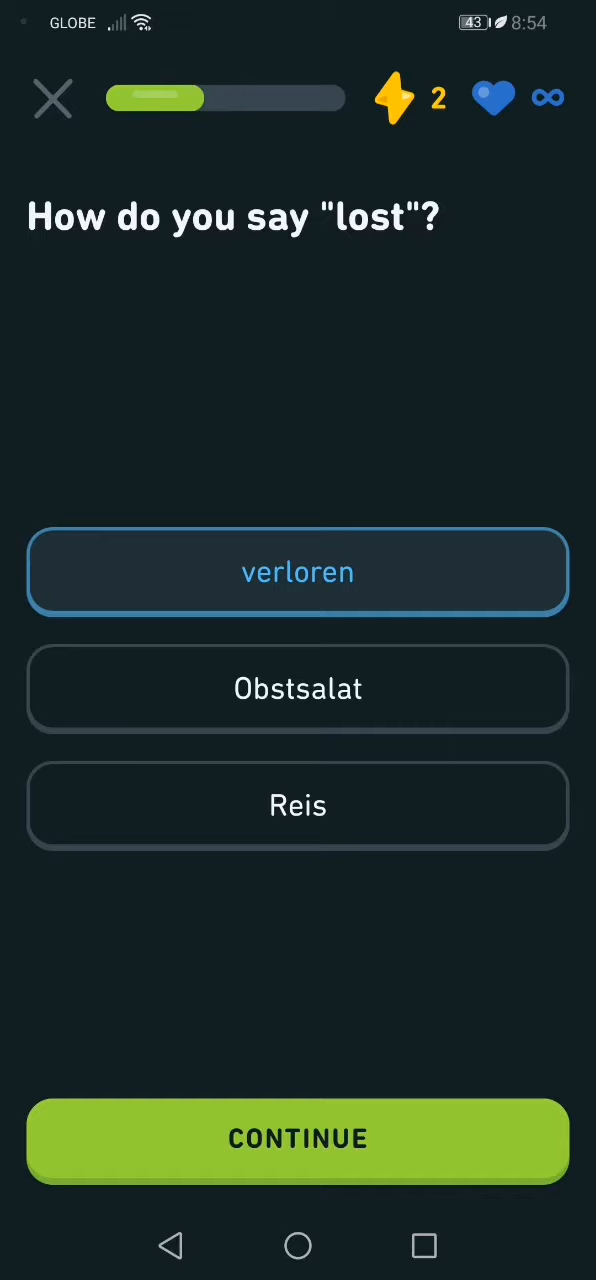 GLOBE 43 8:54
2 ∞
How do you say "lost"?
verloren
Obstsalat
Reis
CONTINUE